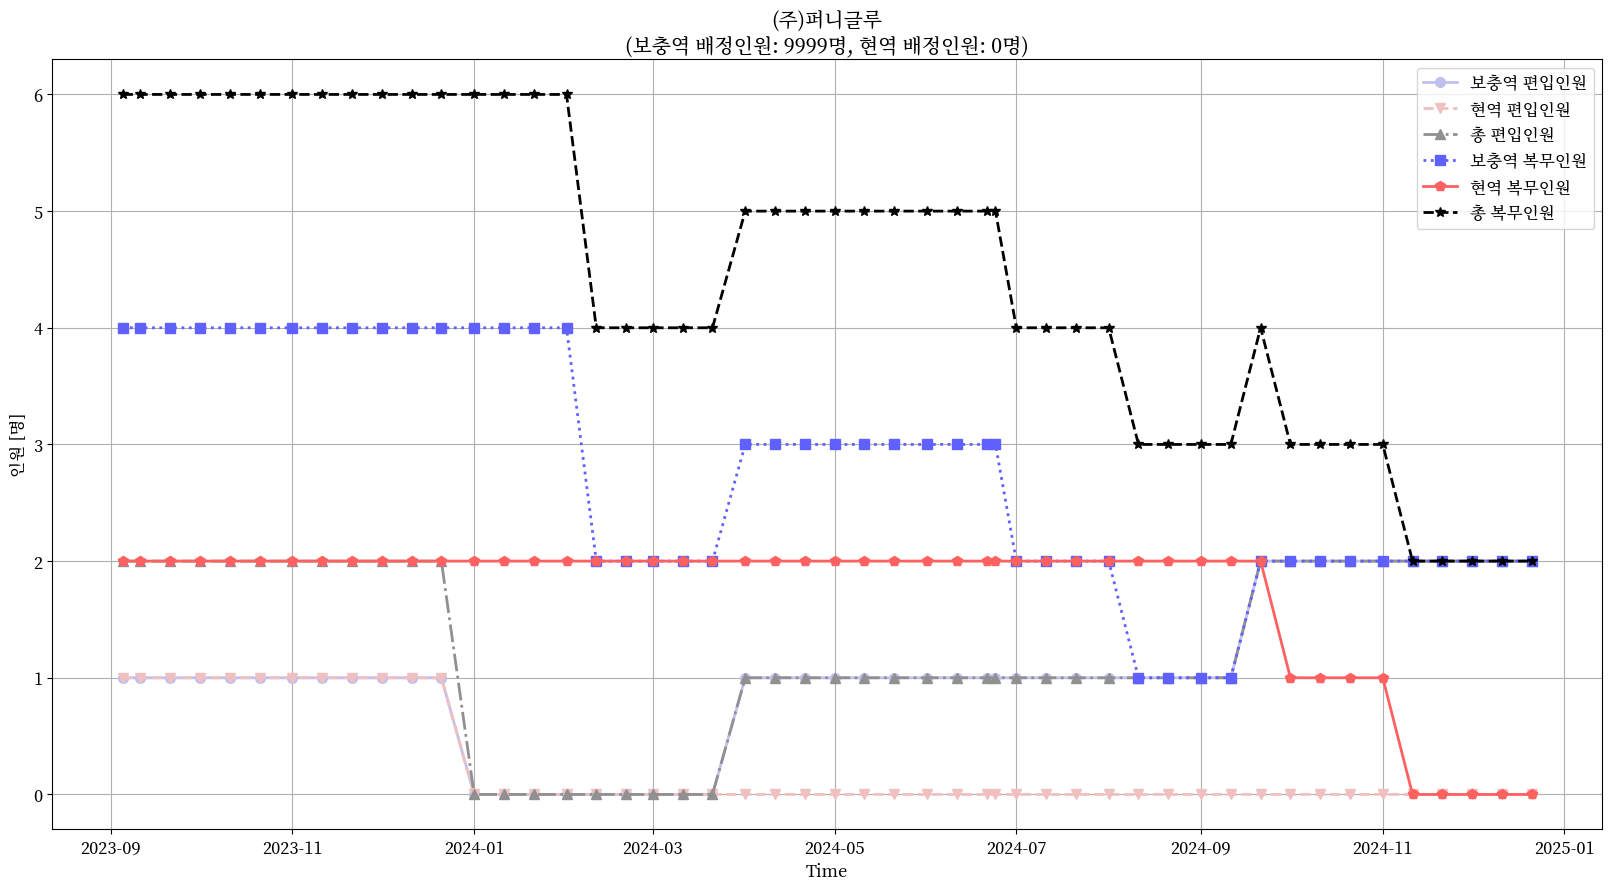 (주)퍼니글루
(보충역 배정인원: 9999명, 현역 배정인원: 0명)
보충역 편입인원
현역 편입인원
총 편입인원
보충역 복무인원
현역 복무인원
총 복무인원
인원 [명]
6
5
4
3
2
1
0
2023-09
2023-11
2024-01
2024-03
2024-05
2024-07
2024-09
2024-11
2025-01
Time